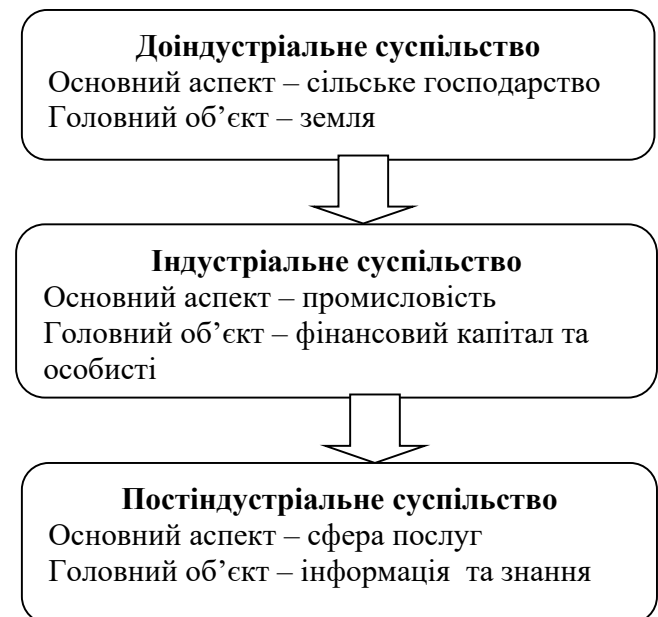 Доіндустріальне суспільство
Основний аспект – сільське господарство
Головний об’єкт – земля
Індустріальне суспільство
Основний аспект – промисловість
Головний об’єкт – фінансовий капітал та
особисті
Постіндустріальне суспільство
Основний аспект – сфера послуг
Головний об’єкт – інформація  та знання